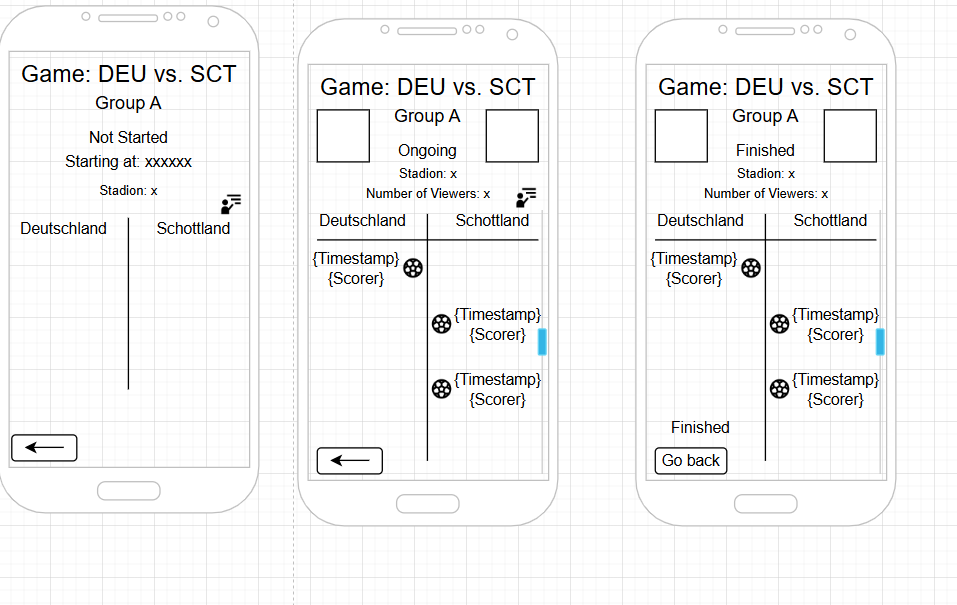 Game: DEU vs. SCT
Group A
Not Started
Starting at: xxxxxx
Stadion: x
Deutschland Schottland
Game: DEU vs. SCT
Group A
Ongoing
Stadion: x
Number of Viewers: x
Deutschland Schottland
{Timestamp}
{Scorer}
{Timestamp}
{Scorer}
{Timestamp}
{Scorer}
Game: DEU vs. SCT
Group A
Finished
Stadion: x
Number of Viewers: x
Deutschland Schottland
{Timestamp}
{Scorer}
{Timestamp}
{Scorer}
{Timestamp}
{Scorer}
Finished
Go back